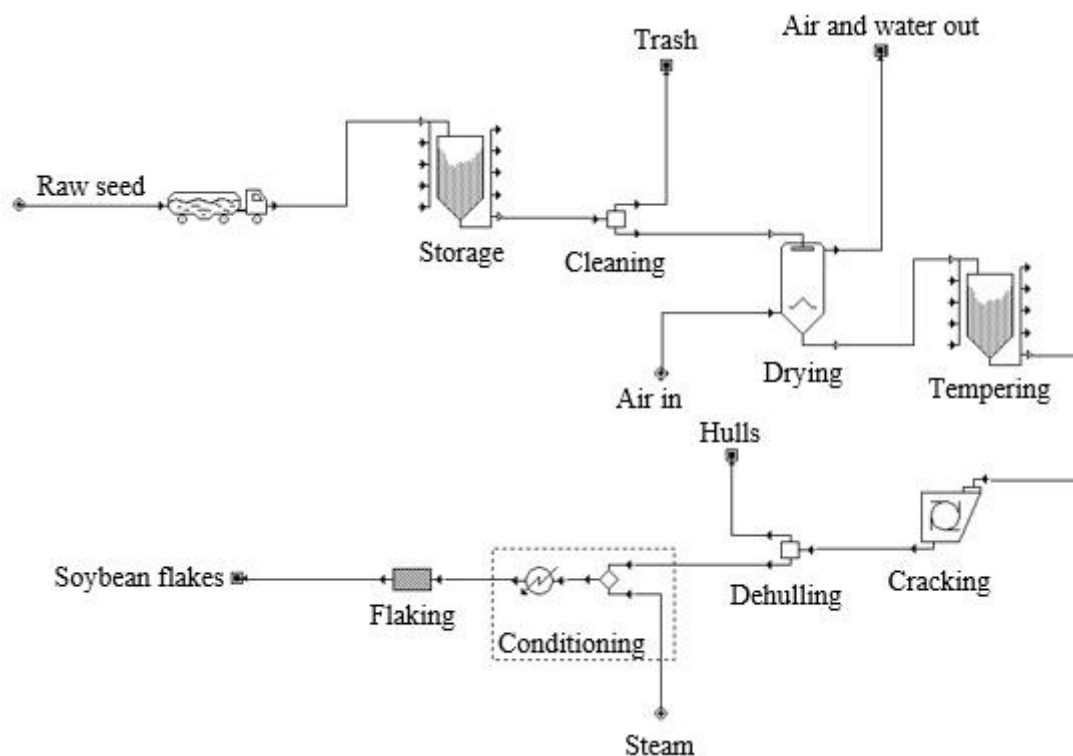 Air and water out
Trash
Raw seed
Storage
Cleaning
Drying
Tempering
Air in
Hulls
Soybean flakes
Flaking
Conditioning
Dehulling
Cracking
Steam